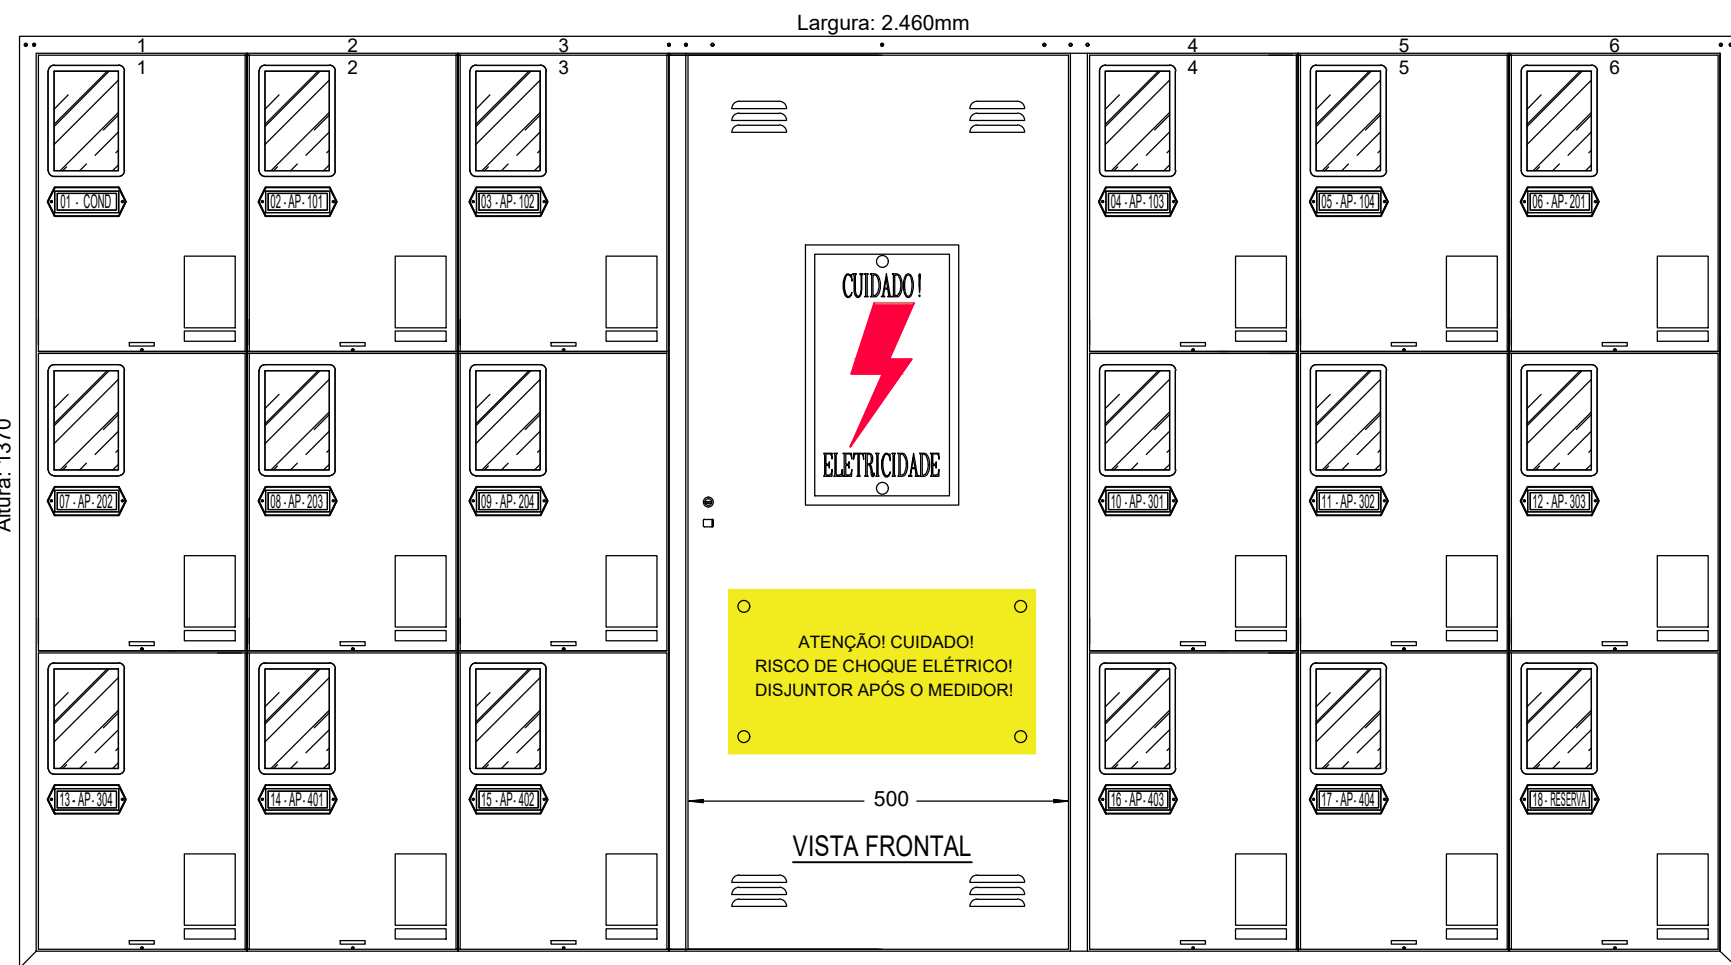 Largura: 2.460mm
1 2 3 4 5 6
1 2 3 4 5 6
01 - COND
02 - AP - 101
03 - AP - 102
04 - AP - 103
05 - AP - 104
06 - AP - 201
CUIDADO!
ELETRICIDADE
Altura: 1370
07 - AP - 202
08 - AP - 203
09 - AP - 204
10 - AP - 301
11 - AP - 302
12 - AP - 303
ATENÇÃO! CUIDADO!
RISCO DE CHOQUE ELÉTRICO!
DISJUNTOR APÓS O MEDIDOR!
13 - AP - 304
14 - AP - 401
15 - AP - 402
500
16 - AP - 403
17 - AP - 404
18 - RESERVA
VISTA FRONTAL